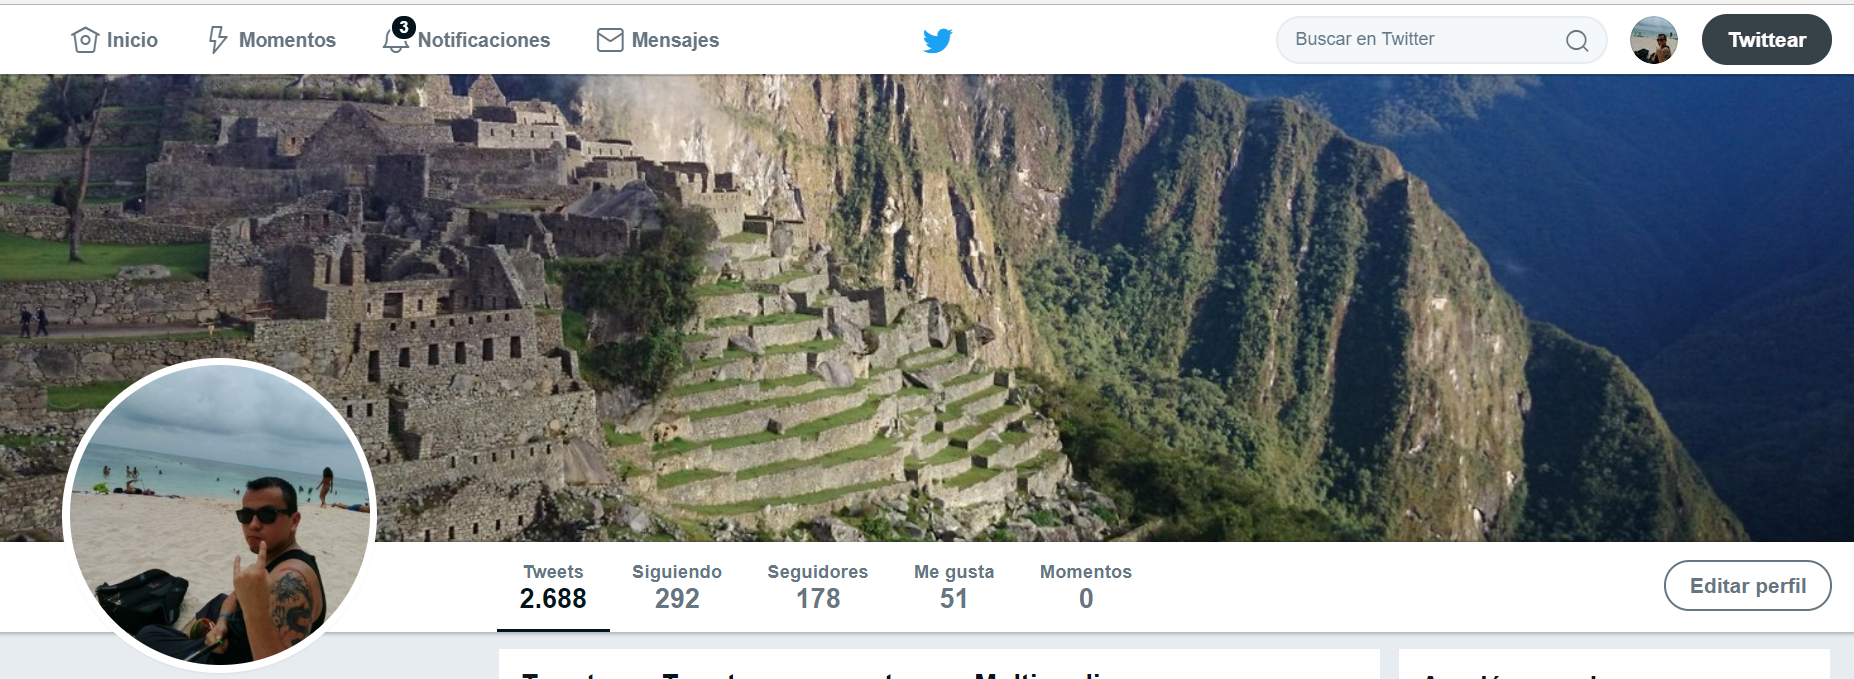 Inicio Momentos 3 Notificaciones Mensajes Buscar en Twitter Twittear
Tweets Siguiendo Seguidores Me gusta Momentos
2.688 292 178 51 0
Editar perfil